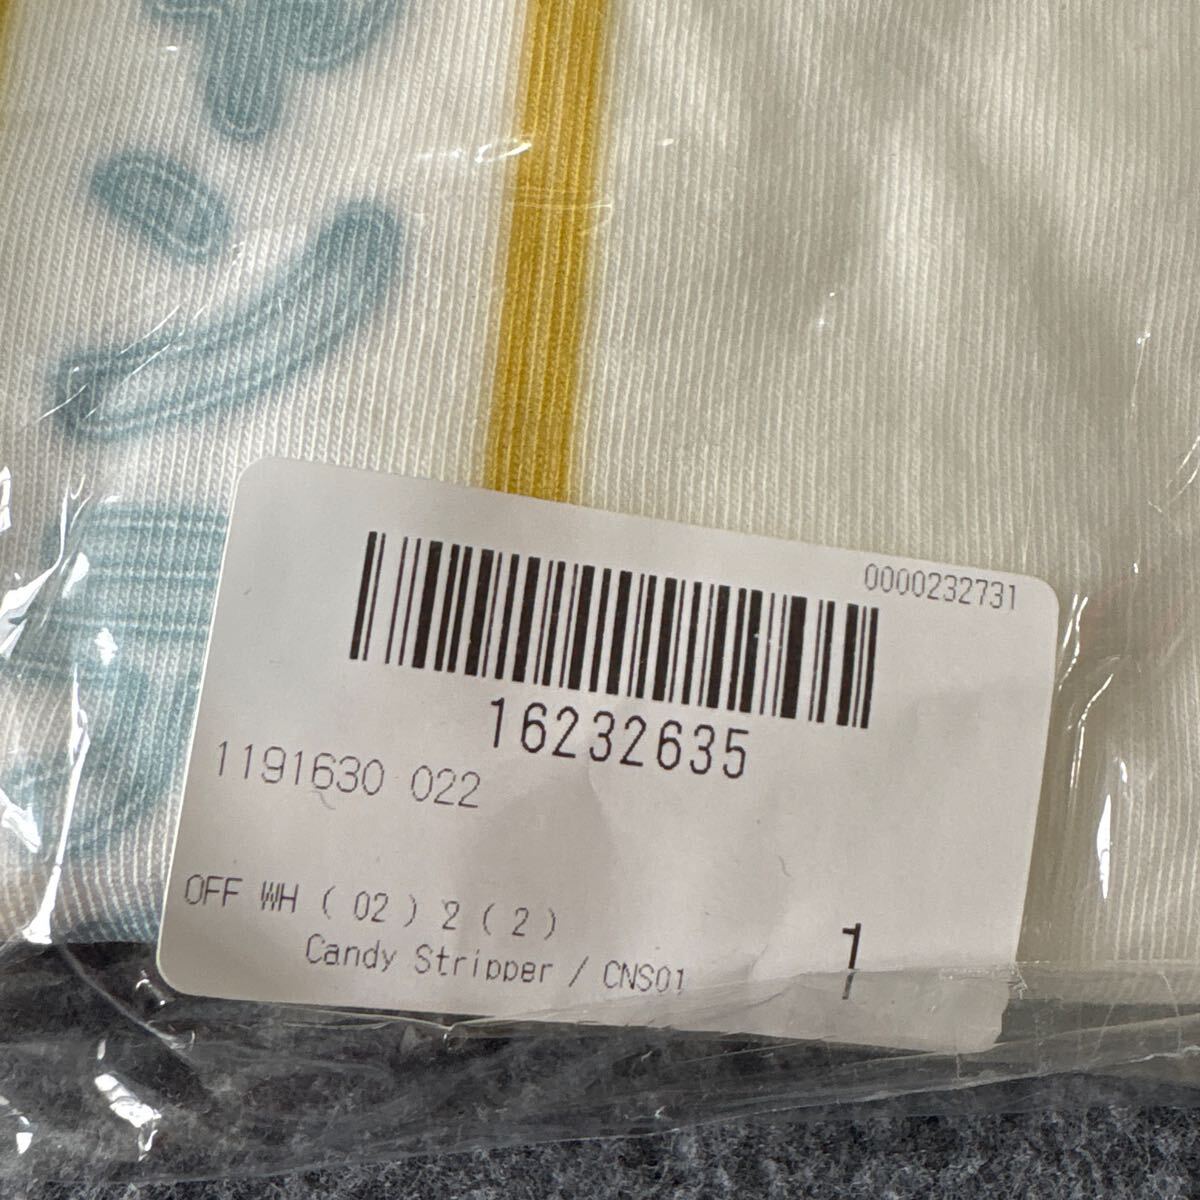 0000232731
16232635
1191630 022
OFF WH ( 02 ) 2 ( 2 )
Candy Stripper / CNS01
1